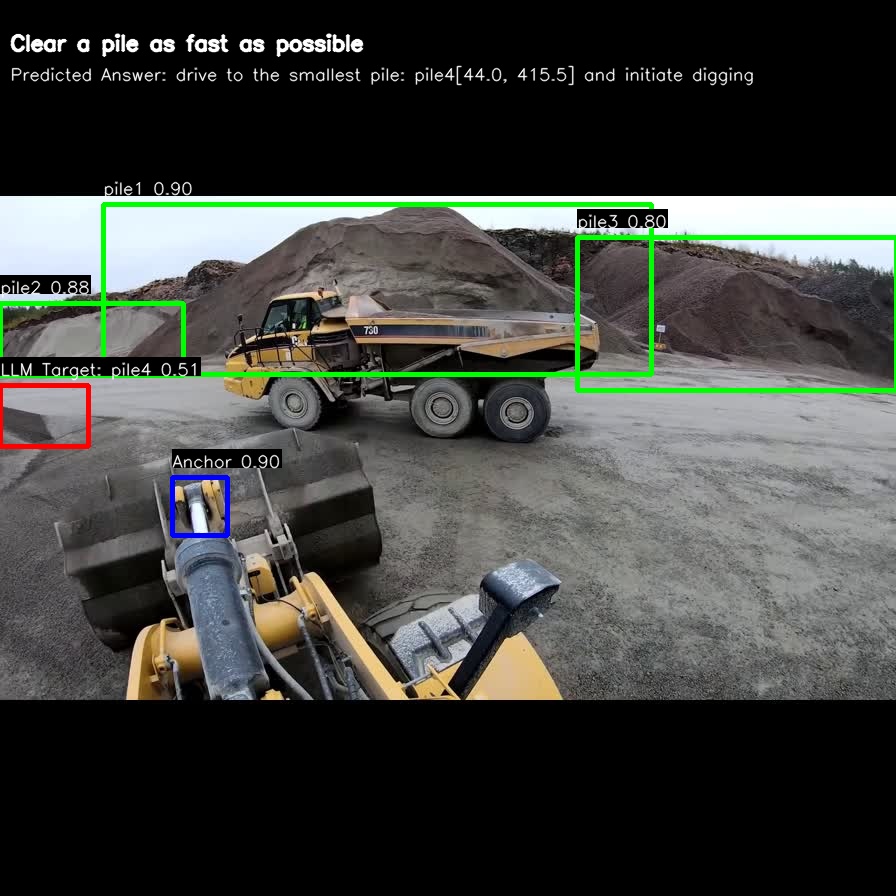 Clear a pile as fast as possible
Predicted Answer: drive to the smallest pile: pile4[44.0, 415.5] and initiate digging
pile1 0.90
pile3 0.80
pile2 0.88
730
LLM Target: pile4 0.51
Anchor 0.90